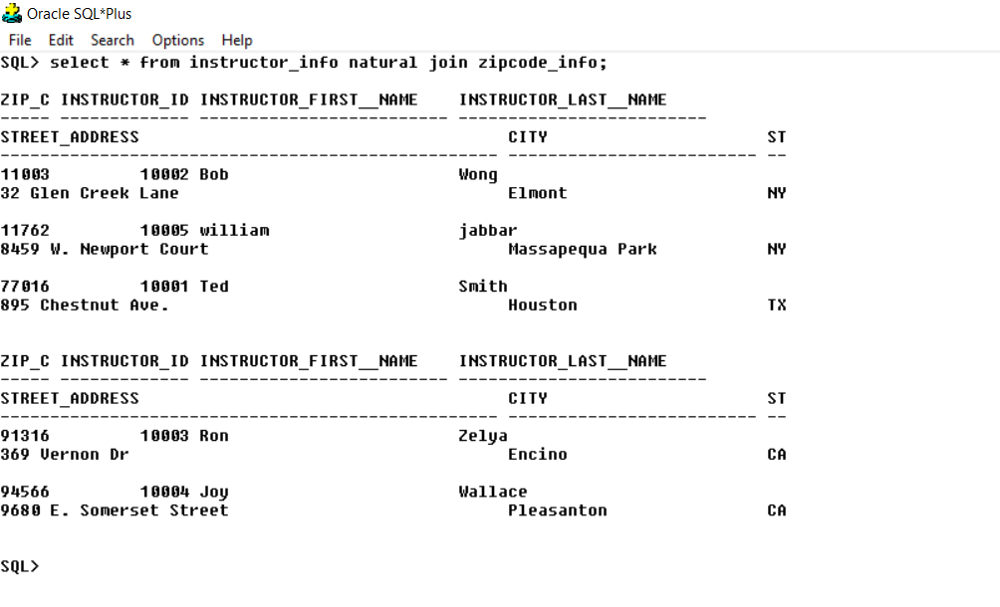 Oracle SQL*Plus
File Edit Search Options Help
SQL> select * from instructor_info natural join zipcode_info;
ZIP_C INSTRUCTOR_ID INSTRUCTOR_FIRST__NAME    INSTRUCTOR_LAST__NAME
----- ------------- ------------------------- -------------------------
STREET_ADDRESS                                     CITY                      ST
-------------------------------------------------- ------------------------- --
11003         10002 Bob                       Wong
32 Glen Creek Lane                                 Elmont                    NY
11762         10005 william                   jabbar
8459 W. Newport Court                              Massapequa Park           NY
77016         10001 Ted                       Smith
895 Chestnut Ave.                                  Houston                   TX
ZIP_C INSTRUCTOR_ID INSTRUCTOR_FIRST__NAME    INSTRUCTOR_LAST__NAME
----- ------------- ------------------------- -------------------------
STREET_ADDRESS                                     CITY                      ST
-------------------------------------------------- ------------------------- --
91316         10003 Ron                       Zelya
369 Vernon Dr                                      Encino                    CA
94566         10004 Joy                       Wallace
9680 E. Somerset Street                            Pleasanton                CA
SQL>